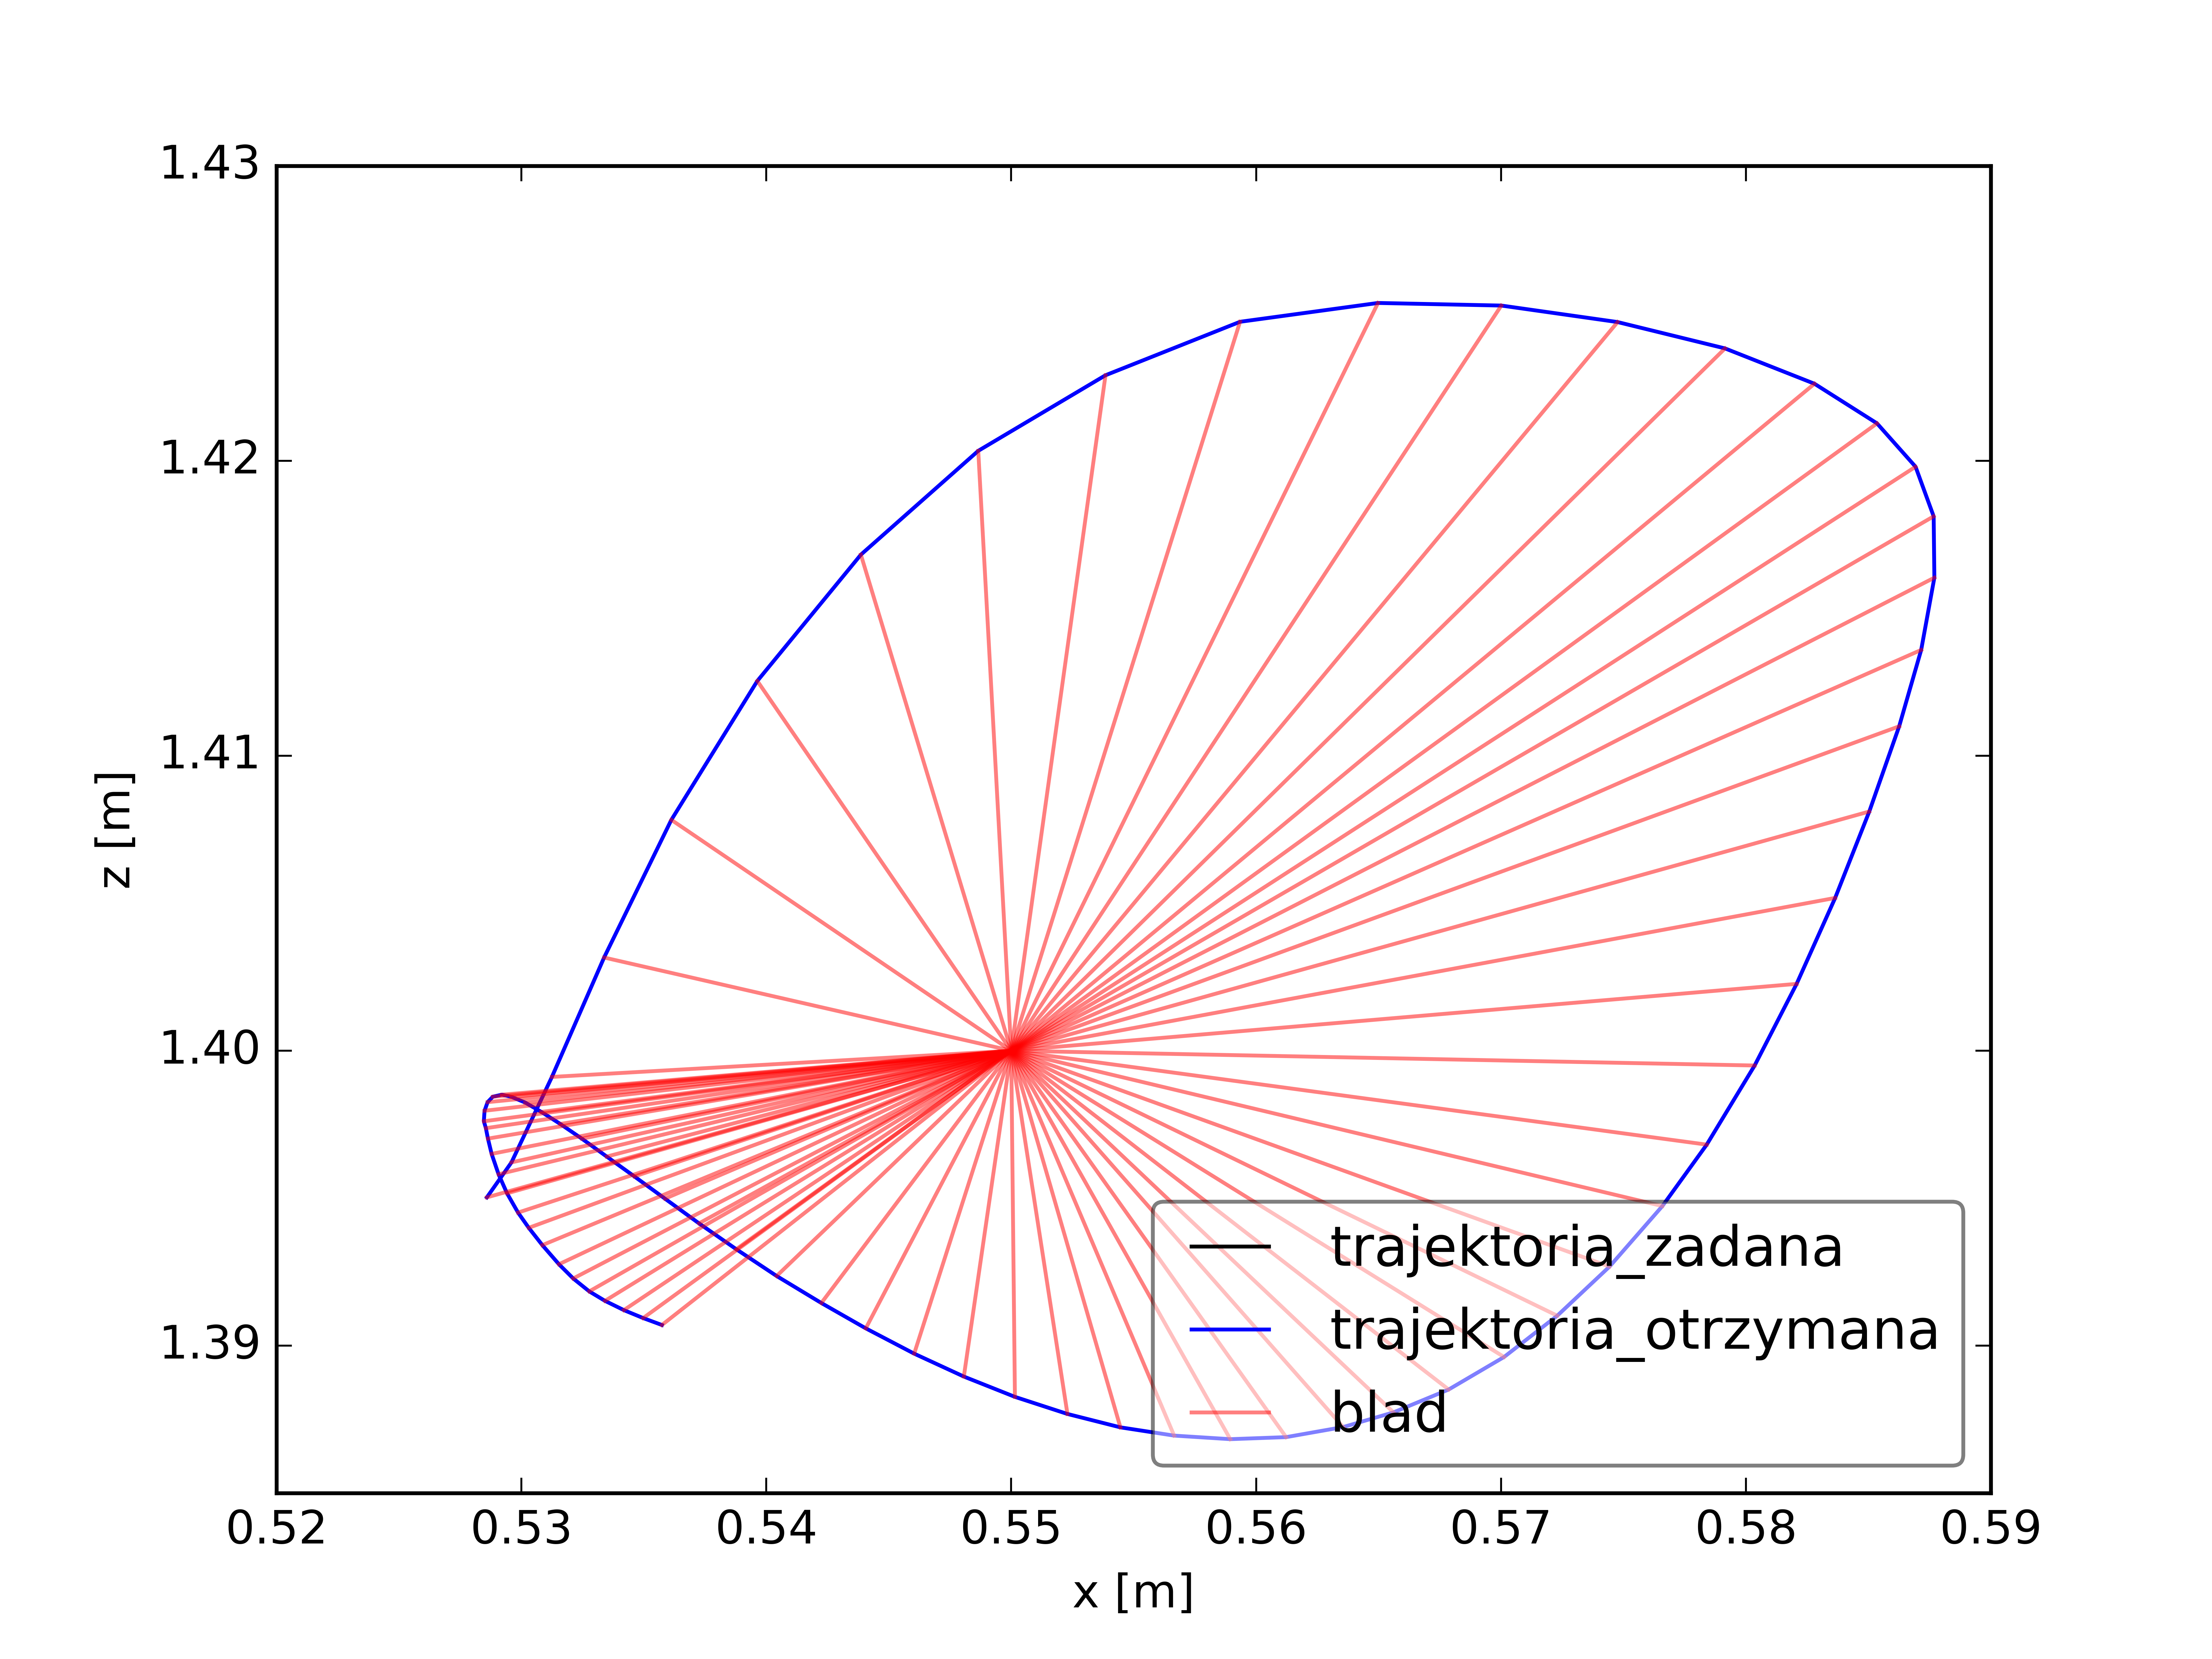 1.43
1.42
1.41
1.40
1.39
z [m]
trajektoria_zadana
trajektoria_otrzymana
blad
0.52 0.53 0.54 0.55 0.56 0.57 0.58 0.59
x [m]